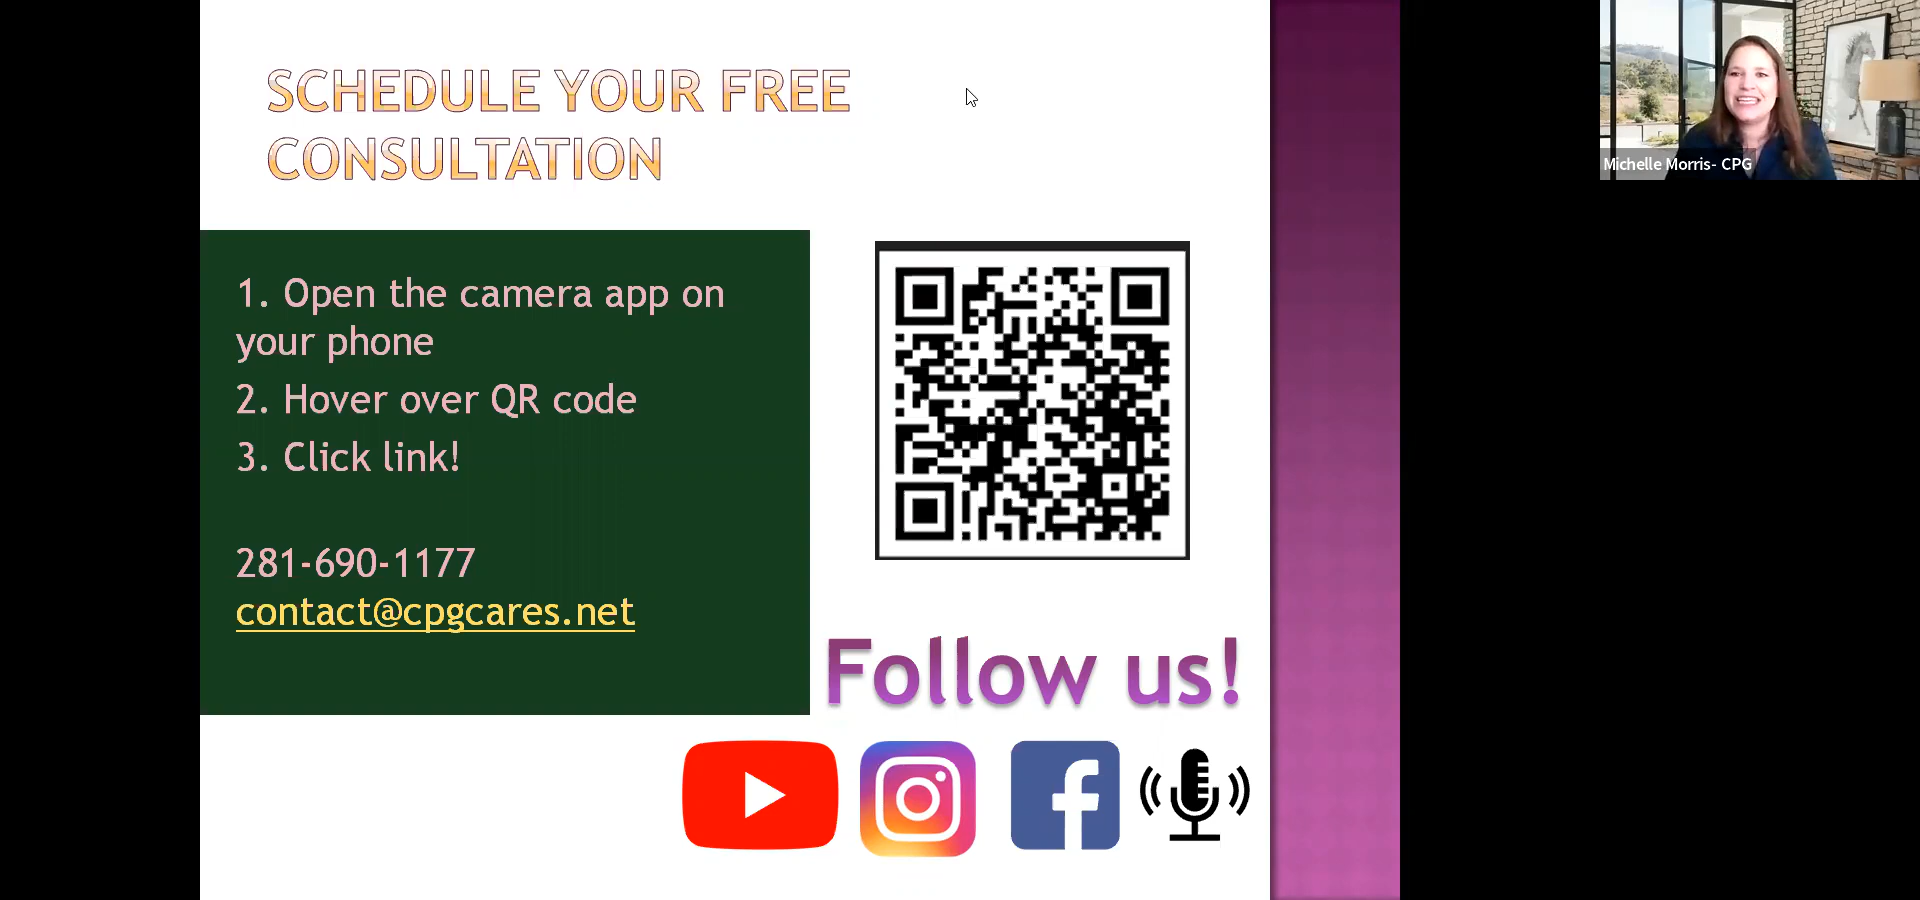 SCHEDULE YOUR FREE
CONSULTATION
1. Open the camera app on
your phone
2. Hover over QR code
3. Click link!
281-690-1177
contact@cpgcares.net
Follow us!
Michelle Morris- CPG